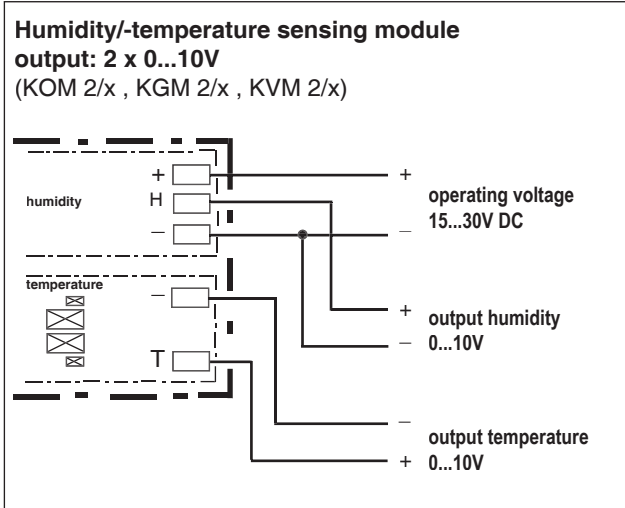 Humidity/-temperature sensing module
output: 2 x 0...10V
(KOM 2/x , KGM 2/x , KVM 2/x)
+ +
humidity H operating voltage
15...30V DC
– –
temperature – + output humidity
– 0...10V
T
– output temperature
+ 0...10V